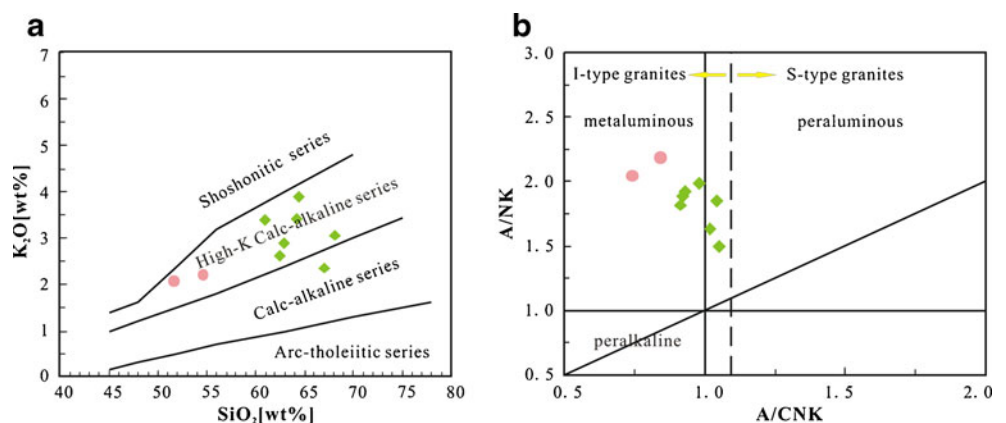 a
7
6
5
4
3
2
1
0
K₂O[wt%]
Shoshonitic series
High-K Calc-alkaline series
Calc-alkaline series
Arc-tholeiitic series
40 45 50 55 60 65 70 75 80
SiO₂[wt%]
b
3.0
2.5
2.0
1.5
1.0
0.5
A/NK
I-type granites S-type granites
metaluminous peraluminous
peralkaline
0.5 1.0 2.0
A/CNK